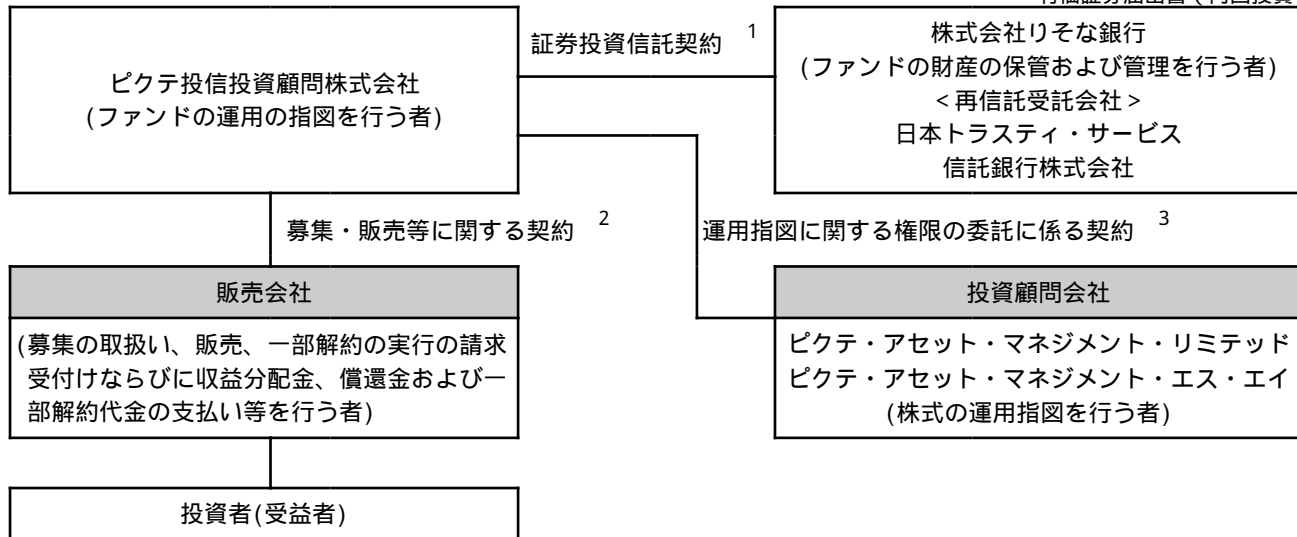 証券投資信託契約 1
ピクテ投信投資顧問株式会社
(ファンドの運用の指図を行う者)
株式会社りそな銀行
(ファンドの財産の保管および管理を行う者)
<再信託受託会社>
日本トラスティ・サービス
信託銀行株式会社
募集・販売等に関する契約 2
運用指図に関する権限の委託に係る契約 3
販売会社
(募集の取扱い、販売、一部解約の実行の請求
受付けならびに収益分配金、償還金および一
部解約代金の支払い等を行う者)
投資顧問会社
ピクテ・アセット・マネジメント・リミテッド
ピクテ・アセット・マネジメント・エス・エイ
(株式の運用指図を行う者)
投資者(受益者)